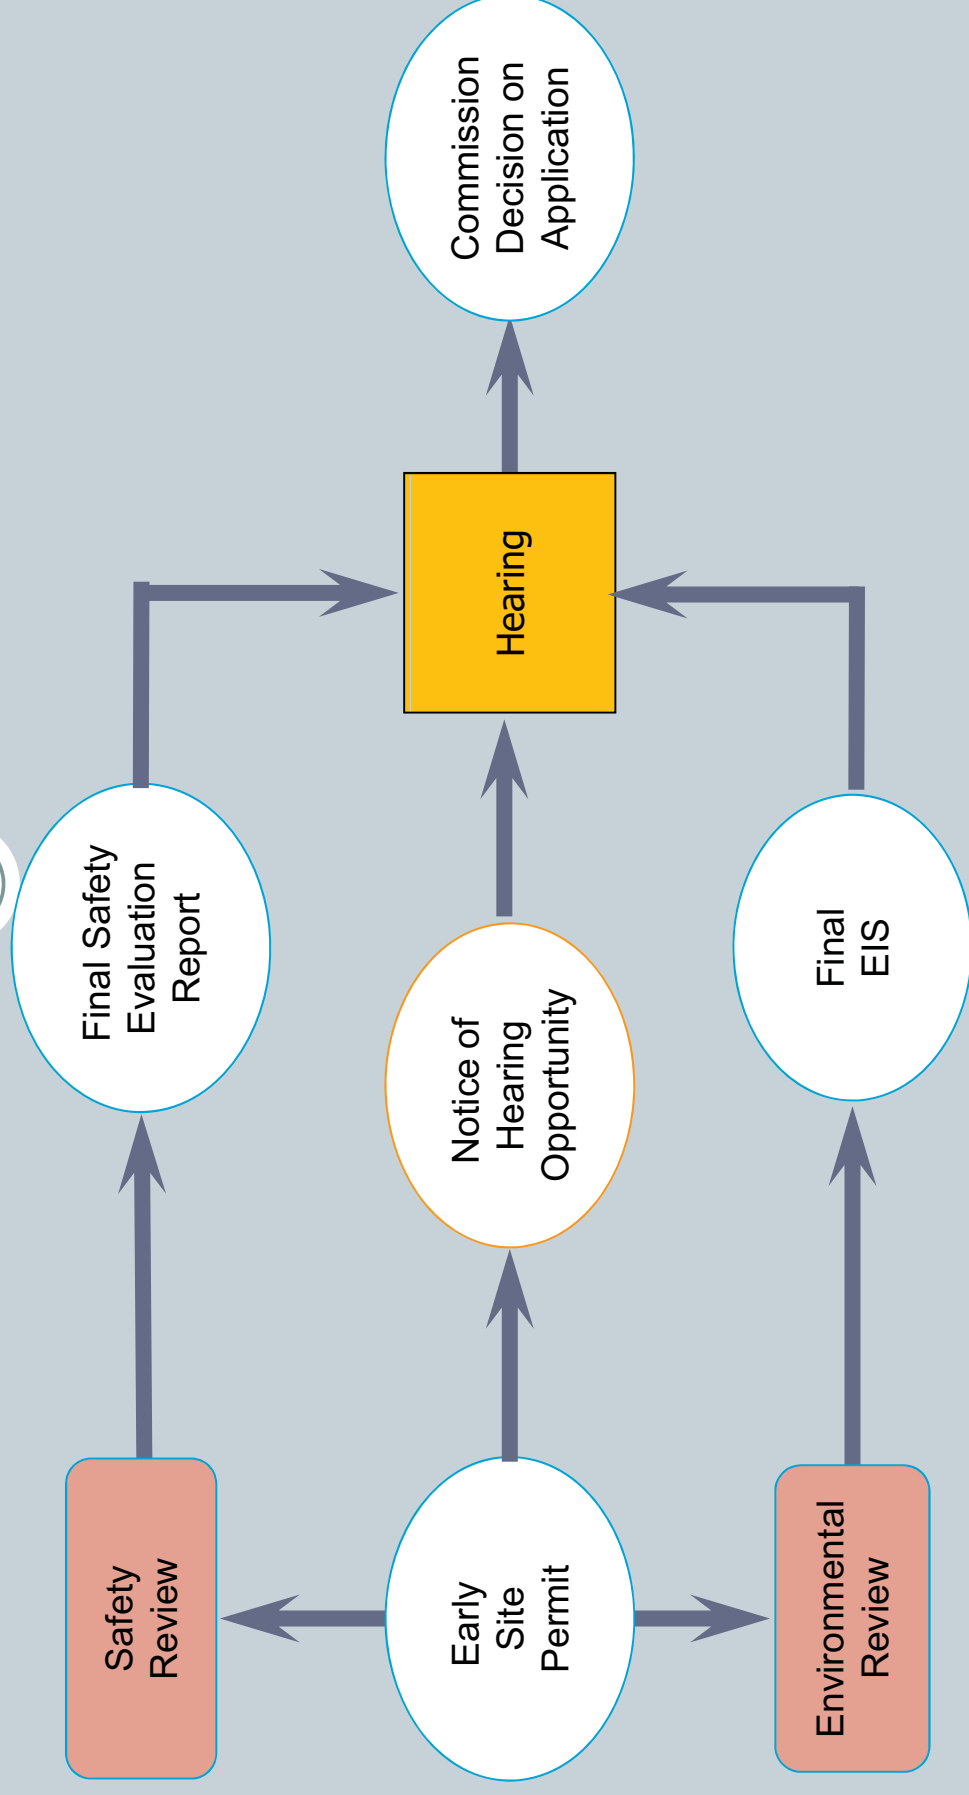 Safety
Review
Final Safety
Evaluation
Report
Early
Site
Permit
Notice of
Hearing
Opportunity
Hearing
Commission
Decision on
Application
Environmental
Review
Final
EIS